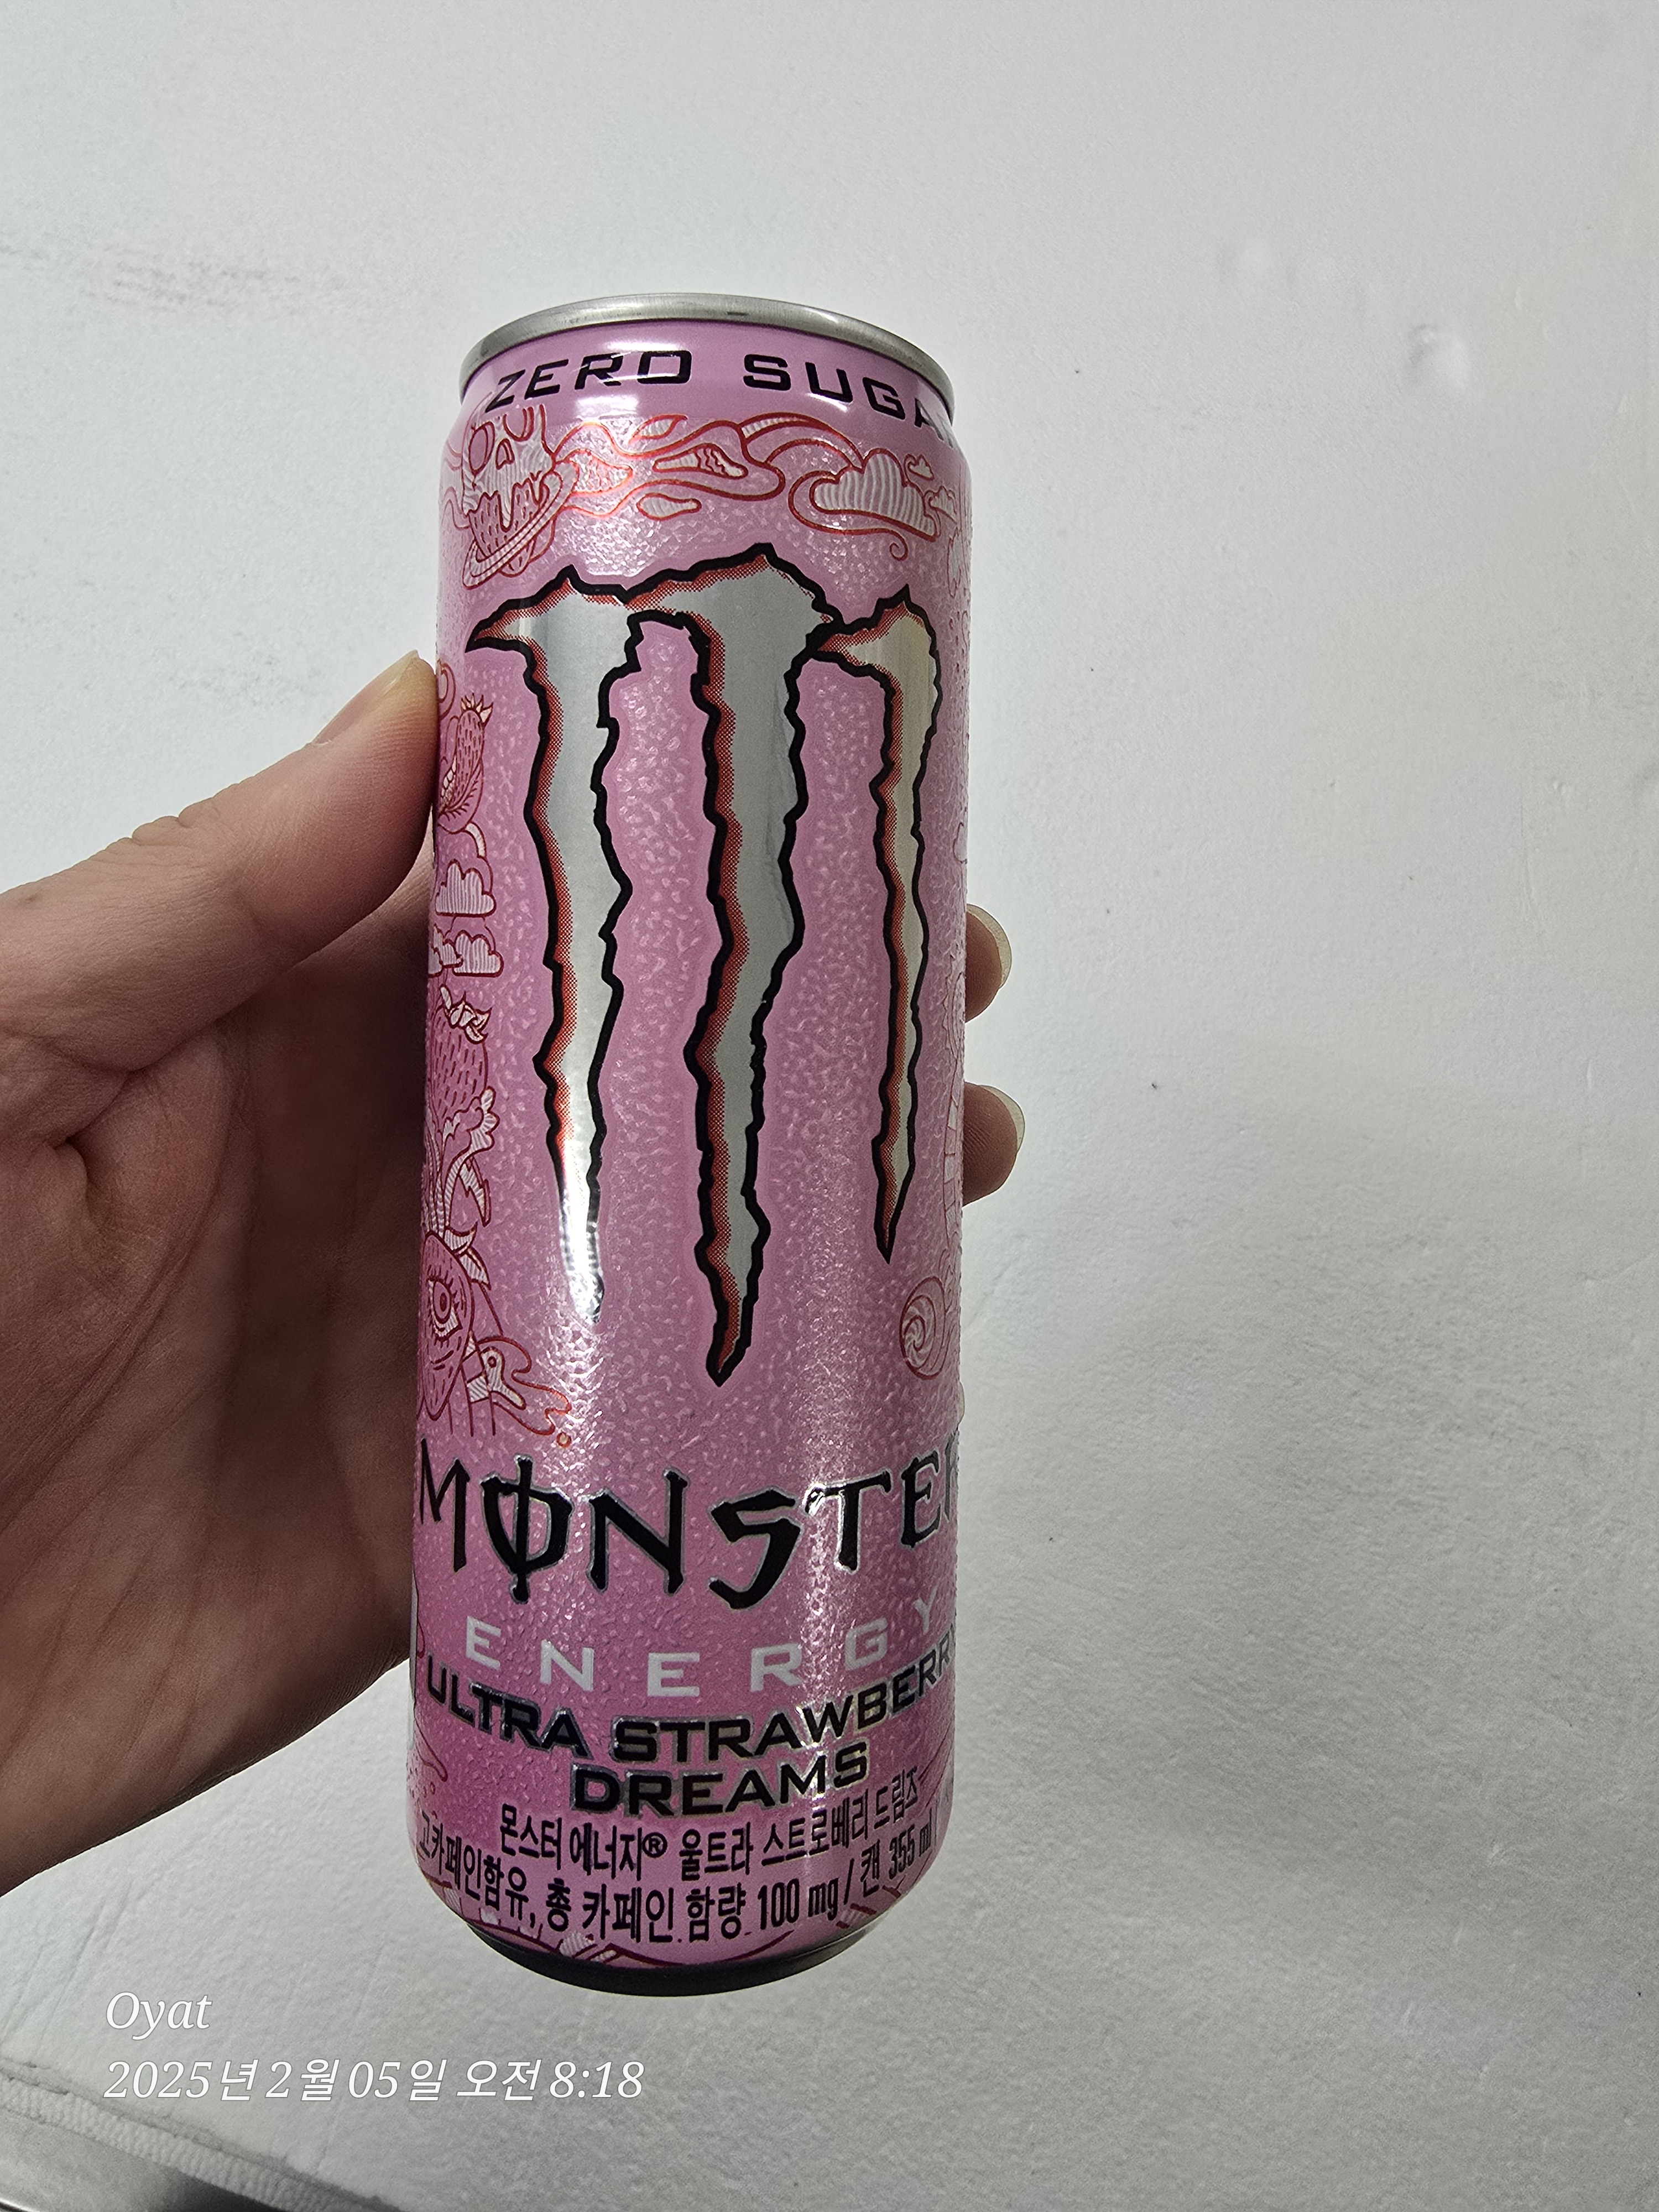 ZERO SUGA
MONSTER
ENERGY
ULTRA STRAWBERRY
DREAMS
몬스터 에너지® 울트라 스트로베리 드림즈
고카페인함유, 총 카페인 함량 100 mg / 캔 355 ml
Oyat
2025년 2월 05일 오전 8:18